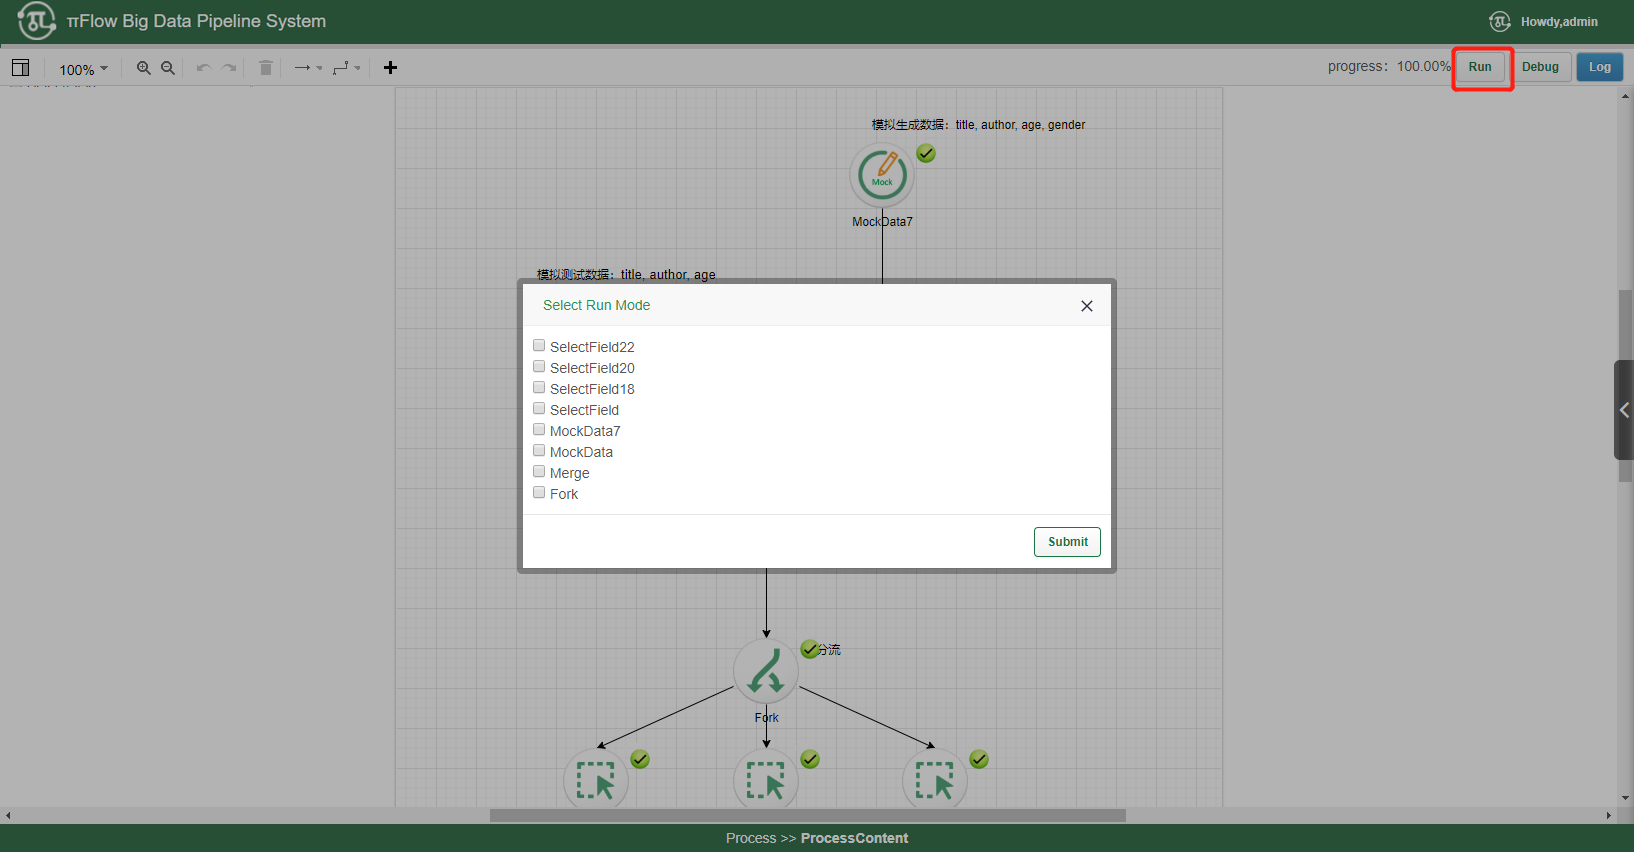 πFlow Big Data Pipeline System
Howdy,admin
100%
progress: 100.00%
Run
Debug
Log
模拟生成数据: title, author, age, gender
Mock
MockData7
模拟测试数据: title, author, age
Select Run Mode
SelectField22
SelectField20
SelectField18
SelectField
MockData7
MockData
Merge
Fork
Submit
分流
Fork
Process >> ProcessContent